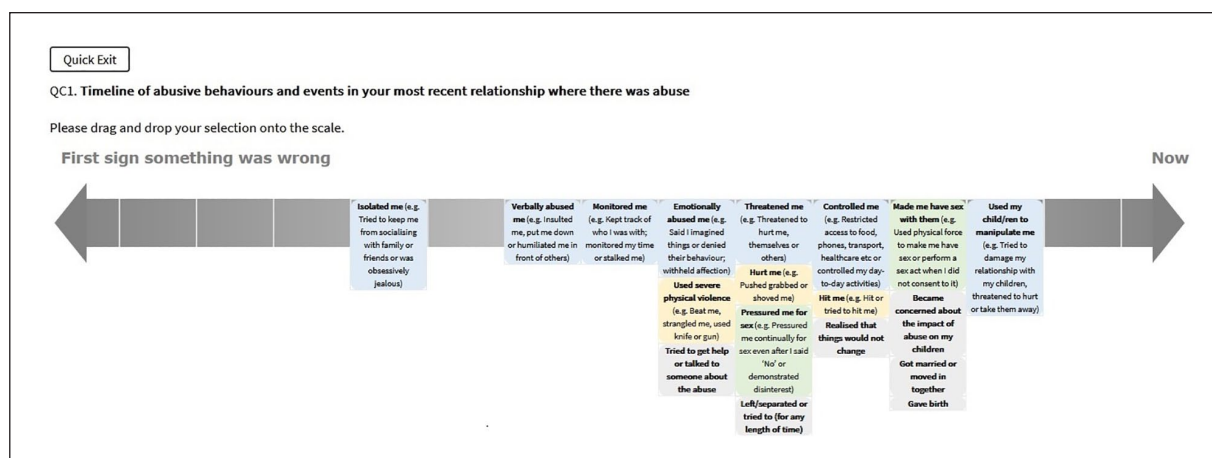 Quick Exit
QC1. Timeline of abusive behaviours and events in your most recent relationship where there was abuse
Please drag and drop your selection onto the scale.
First sign something was wrong
Now
Isolated me (e.g.
Tried to keep me
from socialising
with family or
friends or was
obsessively
jealous)
Verbally abused
me (e.g. Insulted
me, put me down
or humiliated me in
front of others)
Monitored me
(e.g. Kept track of
who I was with;
monitored my time
or stalked me)
Emotionally
abused me (e.g.
Said I imagined
things or denied
their behaviour;
withheld affection)
Used severe
physical violence
(e.g. Beat me,
strangled me, used
knife or gun)
Tried to get help
or talked to
someone about
the abuse
Threatened me
(e.g. Threatened to
hurt me,
themselves or
others)
Hurt me (e.g.
Pushed grabbed or
shoved me)
Pressured me for
sex (e.g. Pressured
me continually for
sex even after I said
'No' or
demonstrated
disinterest)
Left/separated or
tried to (for any
length of time)
Controlled me
(e.g. Restricted
access to food,
phones, transport,
healthcare etc or
controlled my day-
to-day activities)
Hit me (e.g. Hit or
tried to hit me)
Realised that
things would not
change
Made me have sex
with them (e.g.
Used physical force
to make me have
sex or perform a
sex act when I did
not consent to it)
Became
concerned about
the impact of
abuse on my
children
Got married or
moved in
together
Gave birth
Used my
child/ren to
manipulate me
(e.g. Tried to
damage my
relationship with
my children,
threatened to hurt
or take them away)